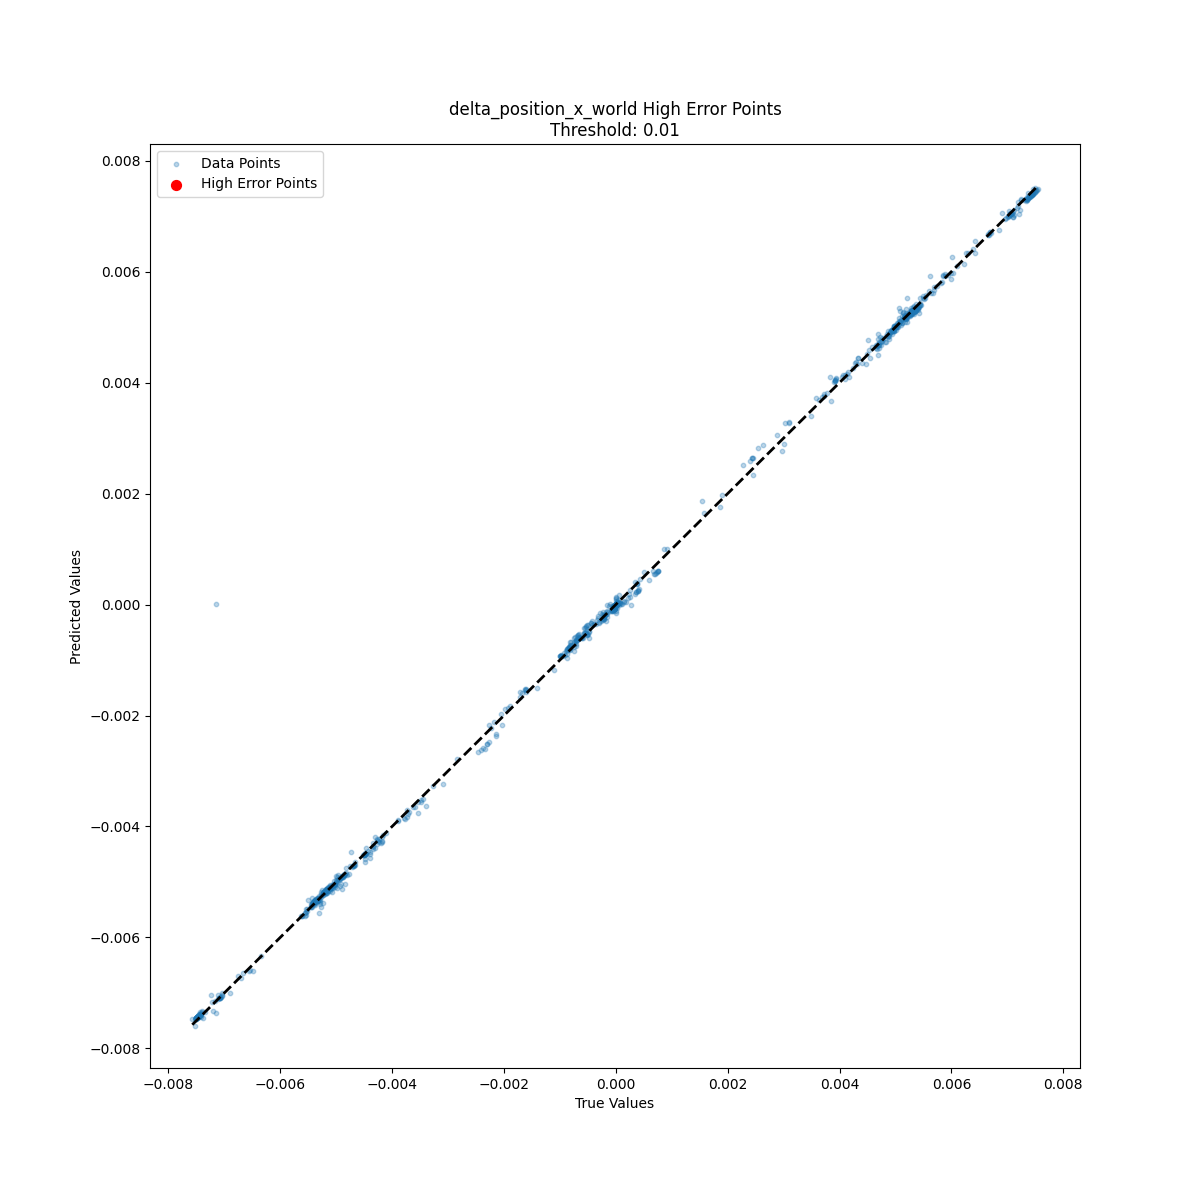 delta_position_x_world High Error Points
Threshold: 0.01
Data Points
High Error Points
0.008
0.006
0.004
0.002
0.000
−0.002
−0.004
−0.006
−0.008
Predicted Values
−0.008 −0.006 −0.004 −0.002 0.000 0.002 0.004 0.006 0.008
True Values